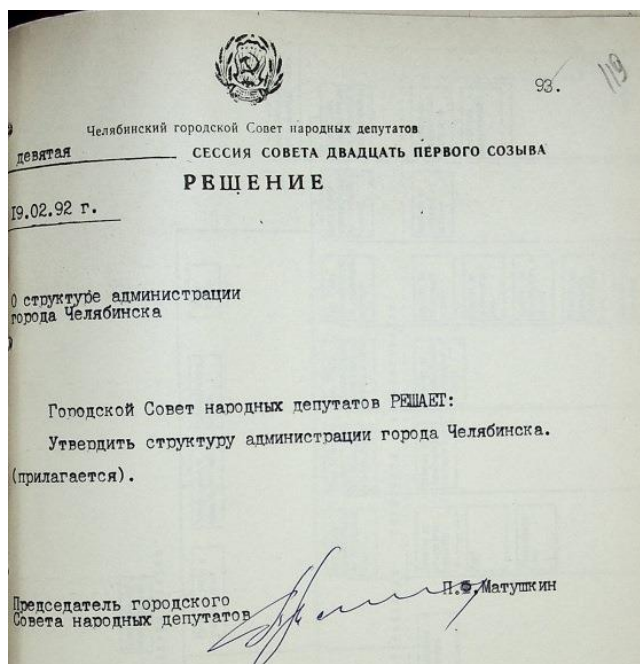 93.
119
Челябинский городской Совет народных депутатов
девятая СЕССИЯ СОВЕТА ДВАДЦАТЬ ПЕРВОГО СОЗЫВА
РЕШЕНИЕ
19.02.92 г.
О структуре администрации
города Челябинска
Городской Совет народных депутатов РЕШАЕТ:
Утвердить структуру администрации города Челябинска.
(прилагается).
Председатель городского
Совета народных депутатов
П.Ф.Матушкин